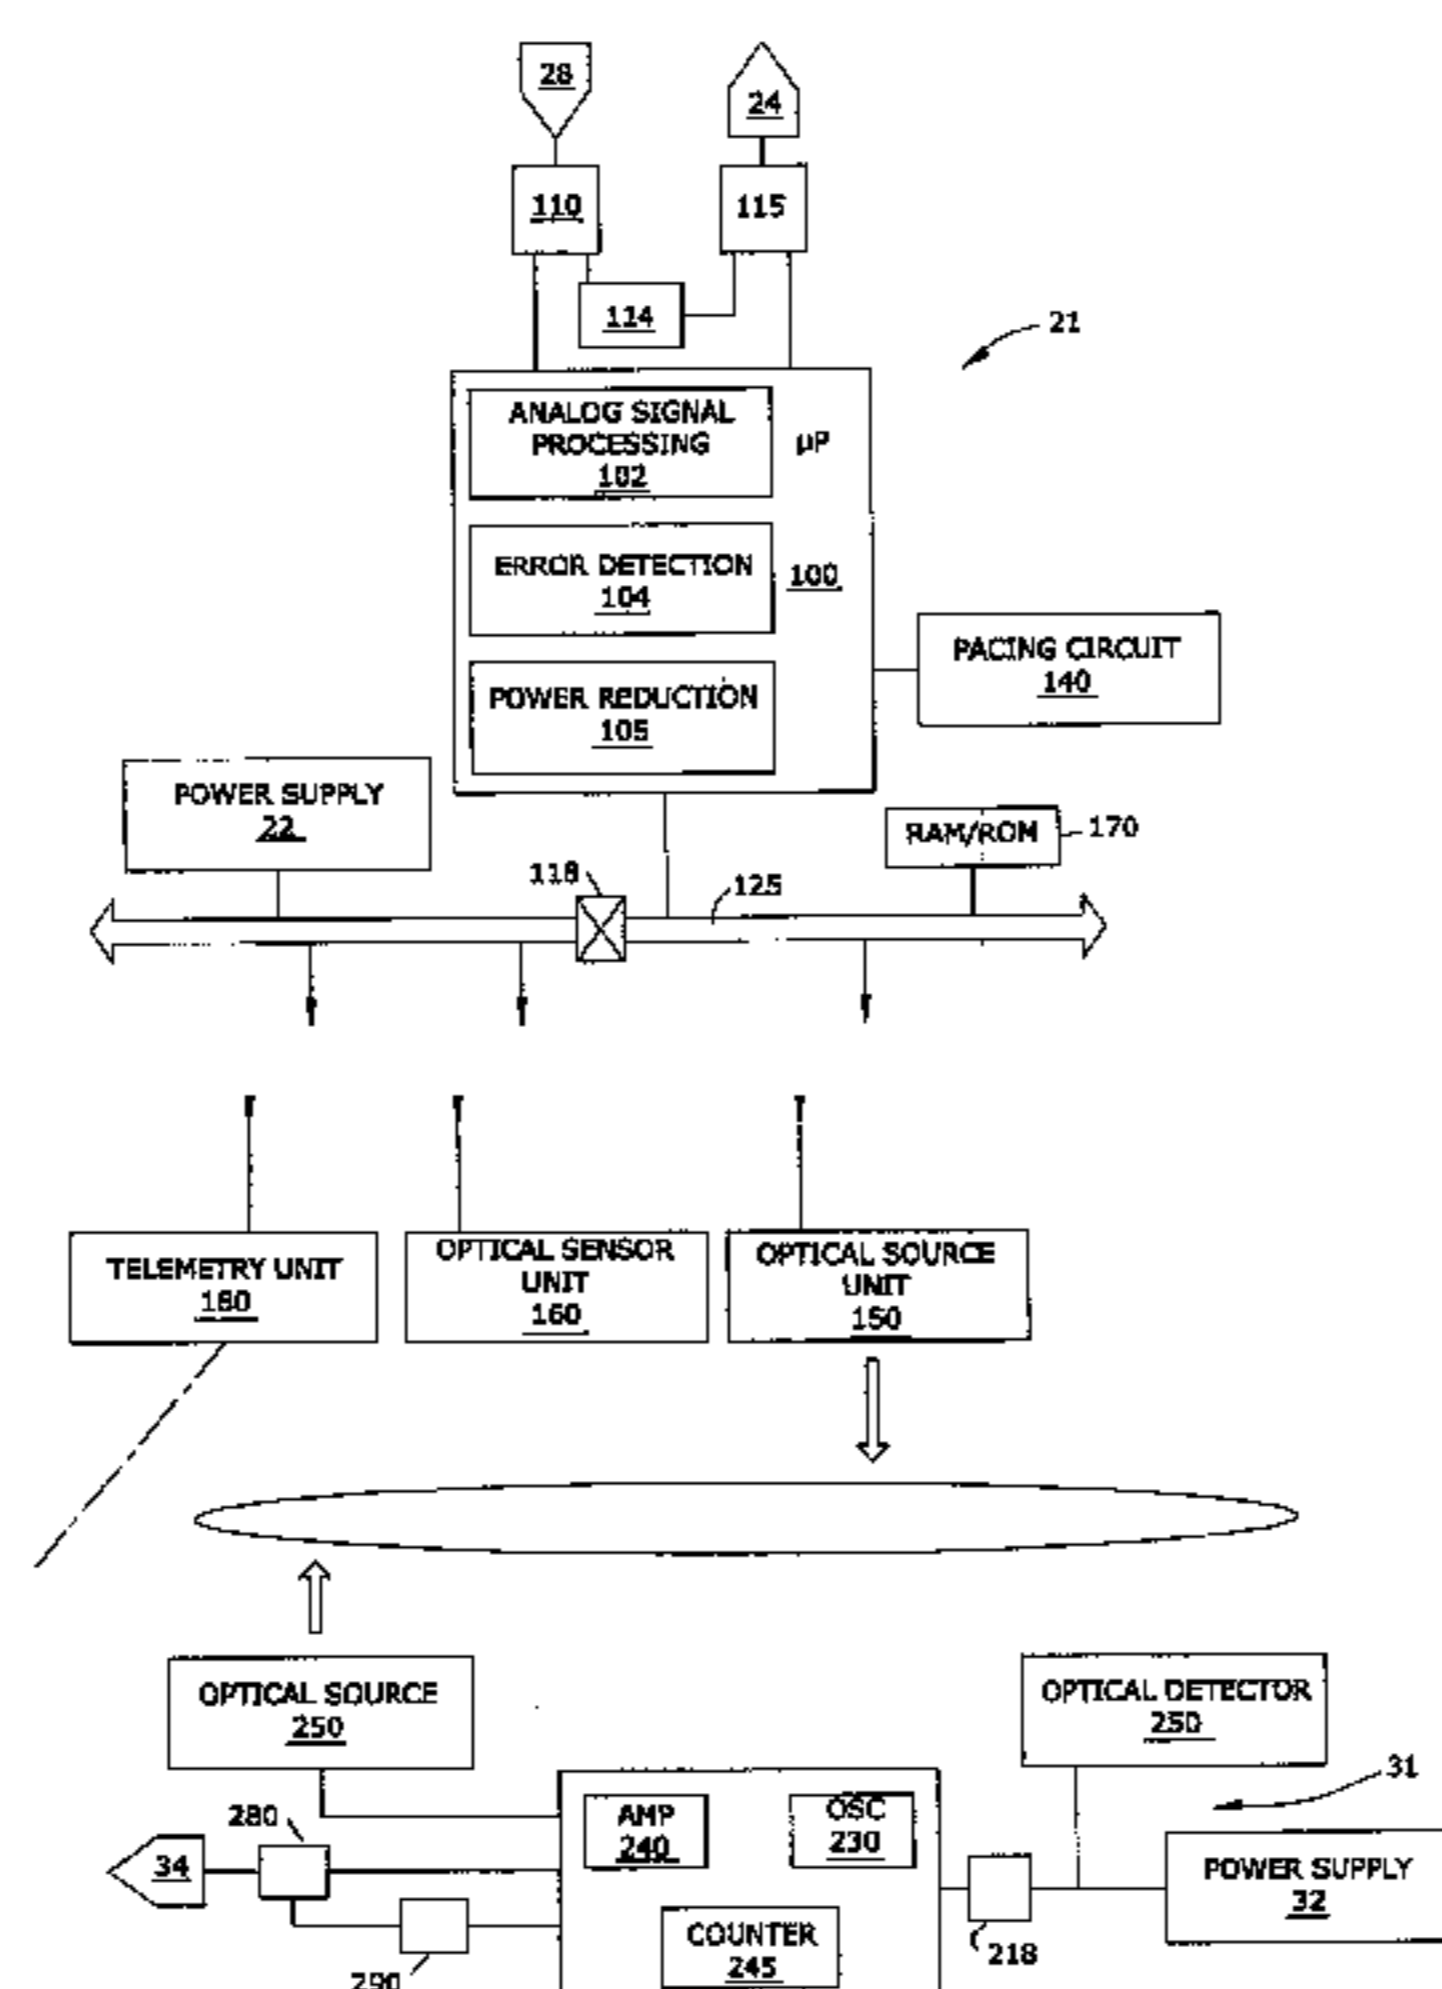 28
24
110
115
114
21
ANALOG SIGNAL
PROCESSING
102
µP
ERROR DETECTION
104
100
PACING CIRCUIT
140
POWER REDUCTION
105
POWER SUPPLY
22
RAM/ROM
170
118
125
TELEMETRY UNIT
180
OPTICAL SENSOR
UNIT
160
OPTICAL SOURCE
UNIT
150
OPTICAL SOURCE
250
OPTICAL DETECTOR
250
31
280
AMP
240
OSC
230
34
POWER SUPPLY
32
COUNTER
245
218
290